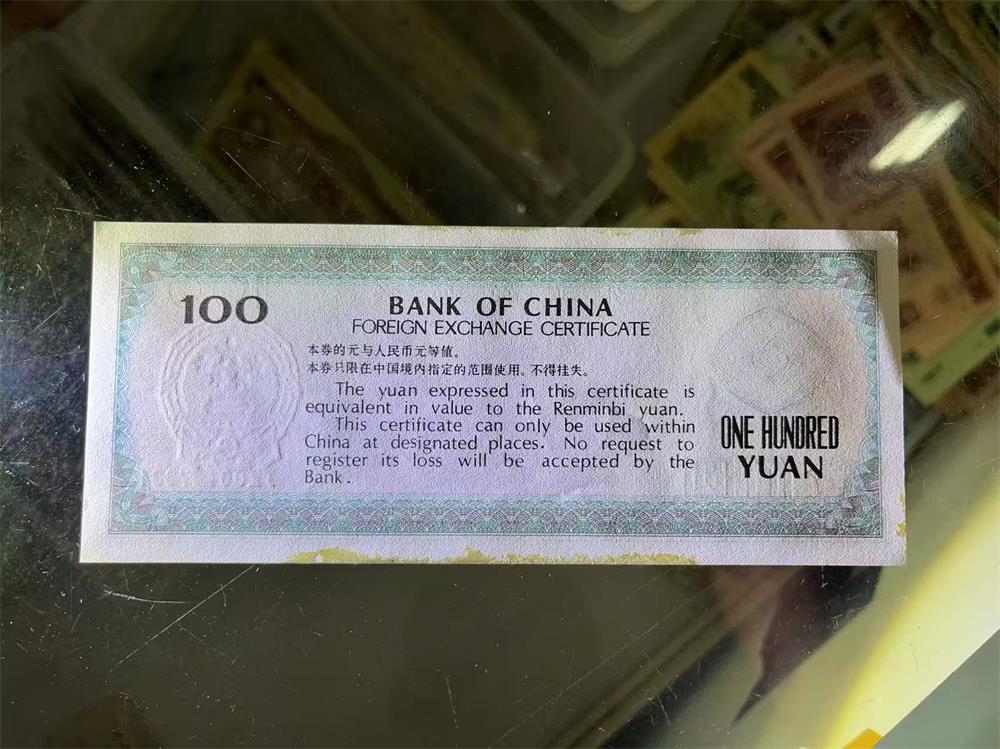 100
BANK OF CHINA
FOREIGN EXCHANGE CERTIFICATE
本券的元与人民币元等值。
本券只限在中国境内指定的范围使用。不得挂失。
The yuan expressed in this certificate is
equivalent in value to the Renminbi yuan.
This certificate can only be used within
China at designated places. No request to
register its loss will be accepted by the
Bank.
ONE HUNDRED
YUAN